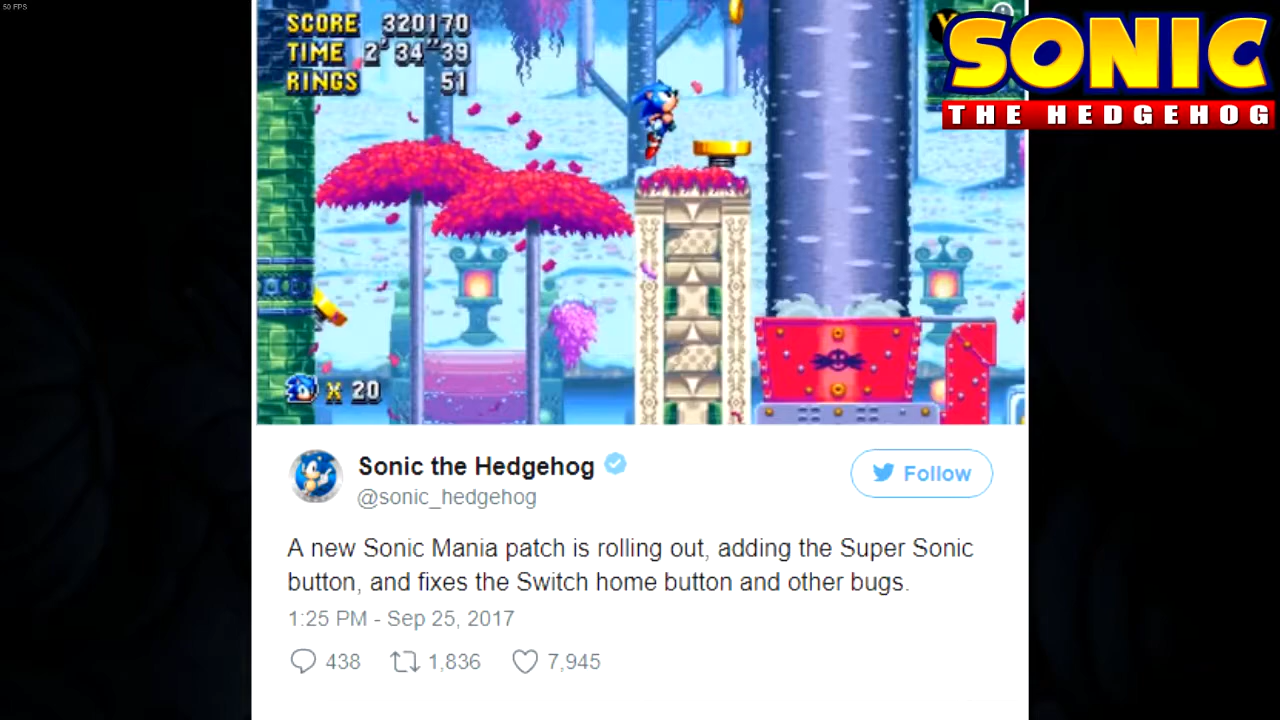 50 FPS
SCORE 320170
TIME 2'34"39
RINGS 51
Y
SONIC
THE HEDGEHOG
X 20
Sonic the Hedgehog
@sonic_hedgehog
Follow
A new Sonic Mania patch is rolling out, adding the Super Sonic
button, and fixes the Switch home button and other bugs.
1:25 PM - Sep 25, 2017
438 1,836 7,945